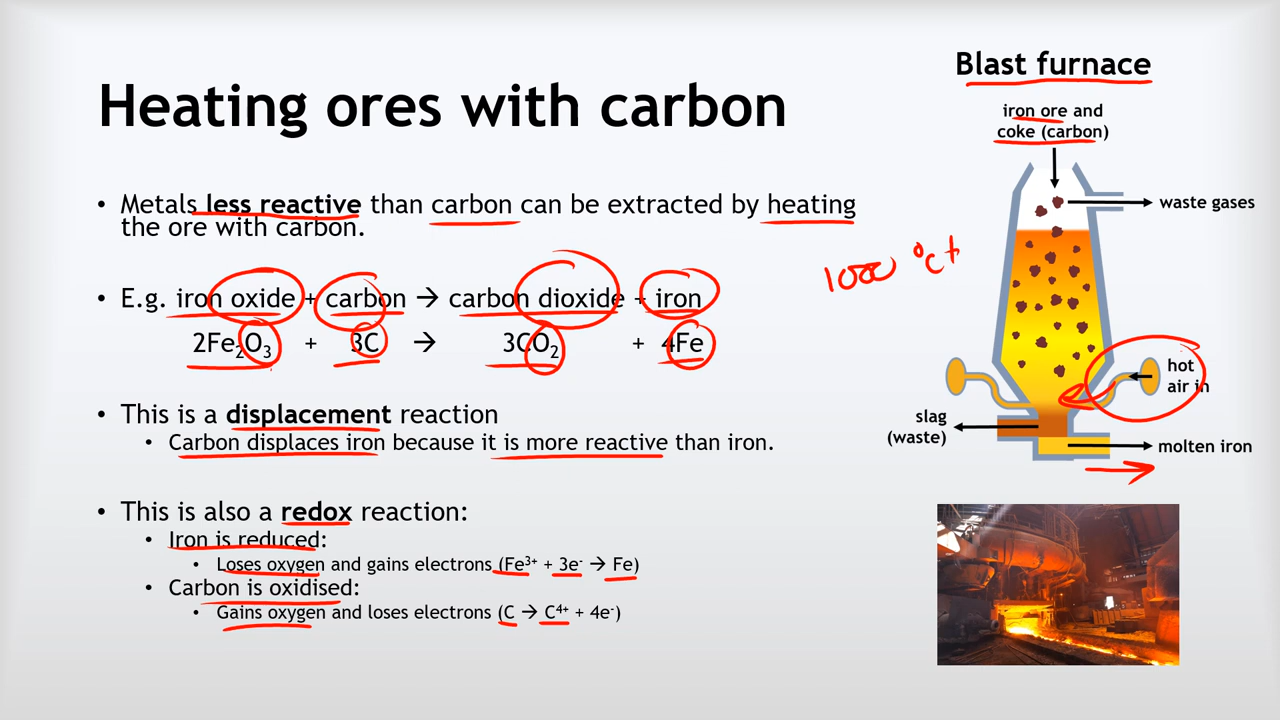 Heating ores with carbon
• Metals less reactive than carbon can be extracted by heating
the ore with carbon.
• E.g. iron oxide + carbon → carbon dioxide + iron
2Fe₂O₃ + 3C → 3CO₂ + 4Fe
• This is a displacement reaction
• Carbon displaces iron because it is more reactive than iron.
• This is also a redox reaction:
• Iron is reduced:
• Loses oxygen and gains electrons (Fe³⁺ + 3e⁻ → Fe)
• Carbon is oxidised:
• Gains oxygen and loses electrons (C → C⁴⁺ + 4e⁻)
1000 °C +
Blast furnace
iron ore and
coke (carbon)
waste gases
hot
air in
slag
(waste)
molten iron